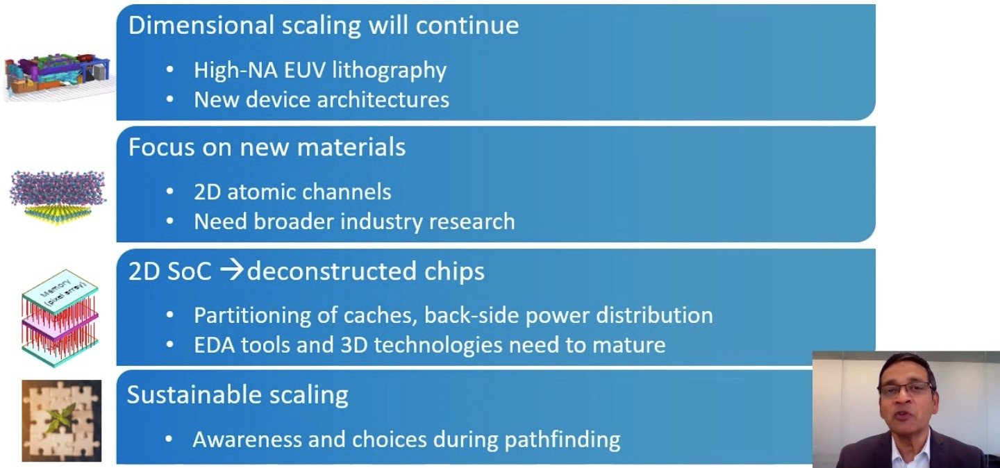 Dimensional scaling will continue
• High-NA EUV lithography
• New device architectures
Focus on new materials
• 2D atomic channels
• Need broader industry research
2D SoC →deconstructed chips
• Partitioning of caches, back-side power distribution
• EDA tools and 3D technologies need to mature
Memory
(pixel array)
Sustainable scaling
• Awareness and choices during pathfinding